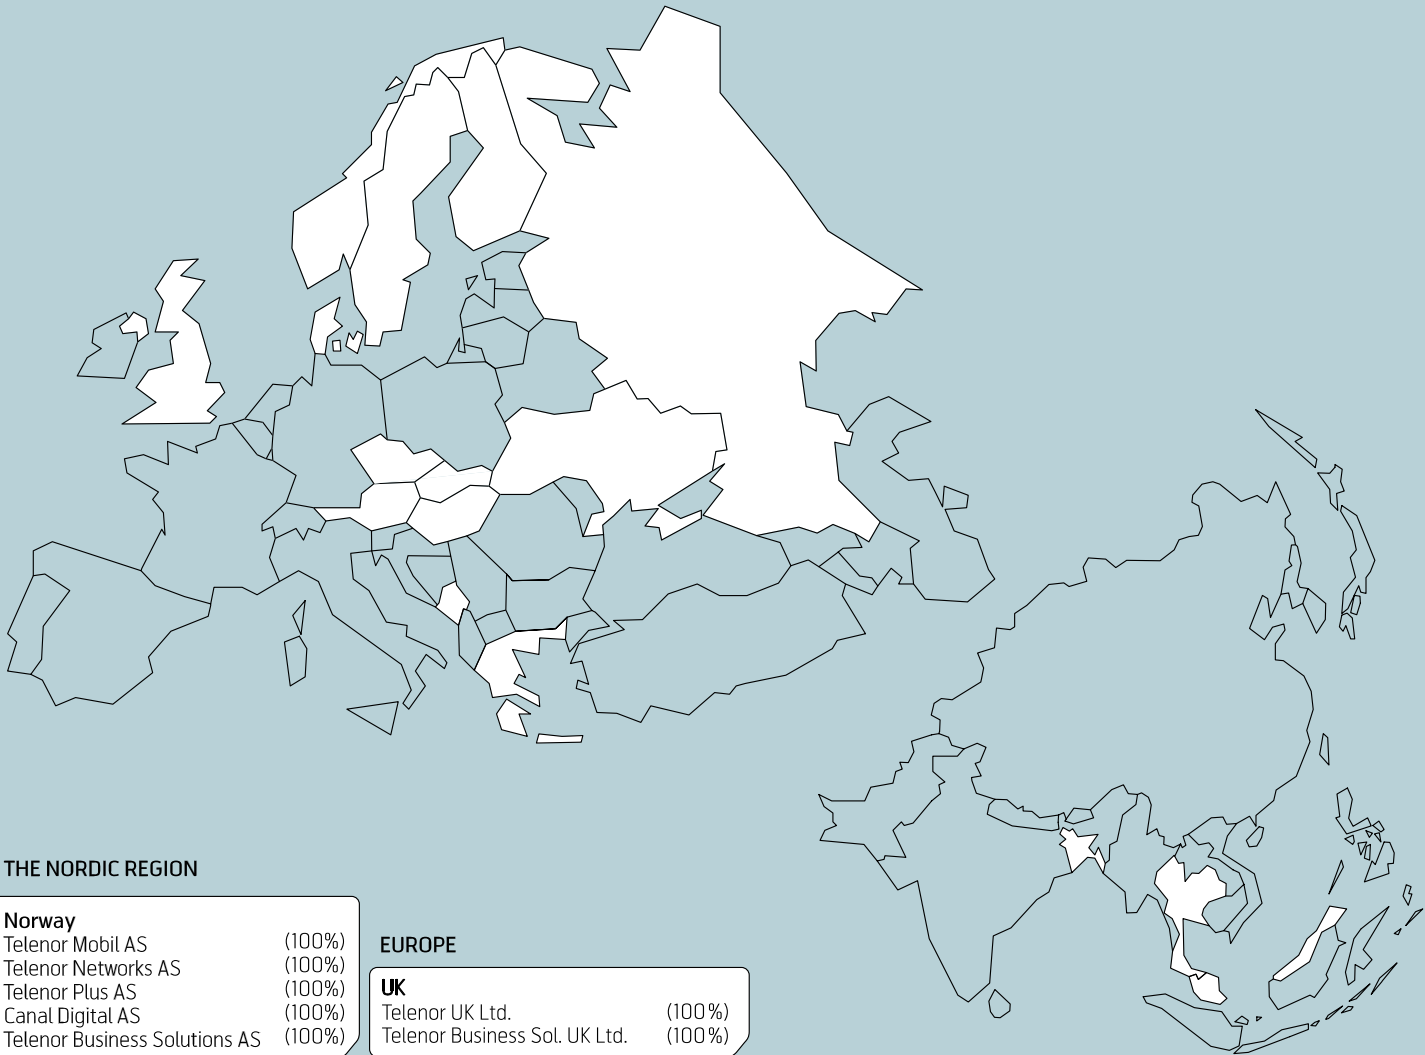 THE NORDIC REGION
Norway
Telenor Mobil AS (100%)
Telenor Networks AS (100%)
Telenor Plus AS (100%)
Canal Digital AS (100%)
Telenor Business Solutions AS (100%)
EUROPE
UK
Telenor UK Ltd. (100%)
Telenor Business Sol. UK Ltd. (100%)